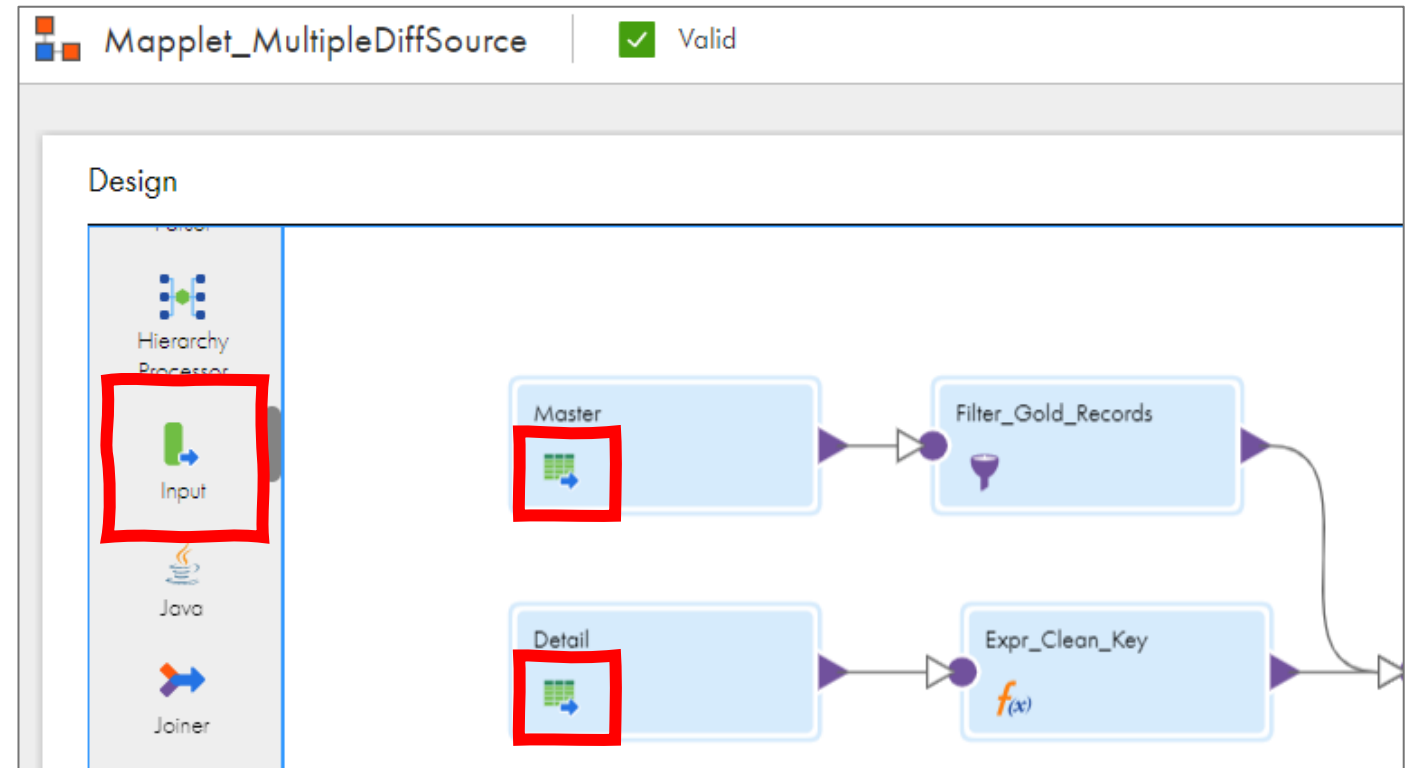 Mapplet_MultipleDiffSource
Valid
Design
Hierarchy
Processor
Input
Java
Joiner
Master
Filter_Gold_Records
Detail
Expr_Clean_Key
f(x)